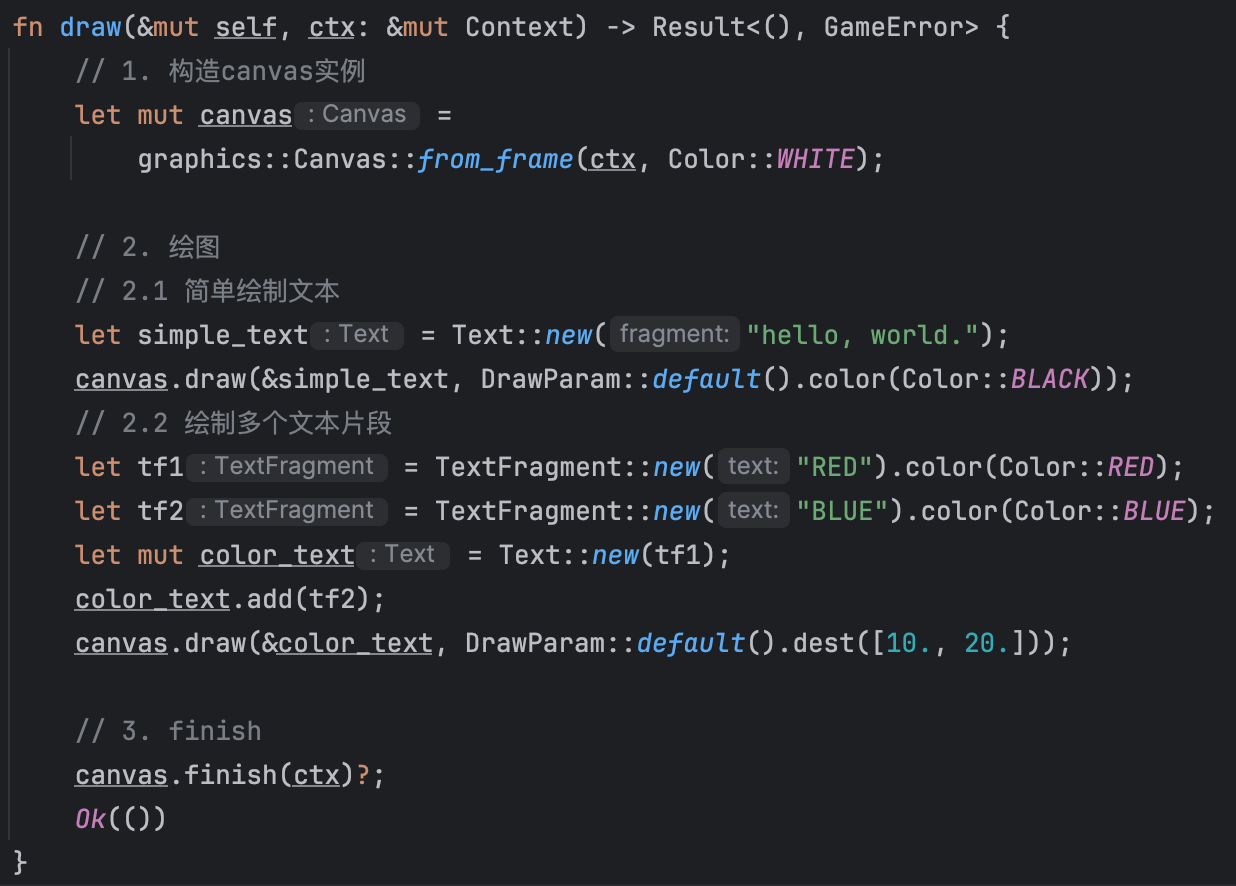 fn draw(&mut self, ctx: &mut Context) -> Result<(), GameError> {
// 1. 构造canvas实例
let mut canvas : Canvas =
graphics::Canvas::from_frame(ctx, Color::WHITE);
// 2. 绘图
// 2.1 简单绘制文本
let simple_text : Text = Text::new( fragment: "hello, world.");
canvas.draw(&simple_text, DrawParam::default().color(Color::BLACK));
// 2.2 绘制多个文本片段
let tf1 : TextFragment = TextFragment::new( text: "RED").color(Color::RED);
let tf2 : TextFragment = TextFragment::new( text: "BLUE").color(Color::BLUE);
let mut color_text : Text = Text::new(tf1);
color_text.add(tf2);
canvas.draw(&color_text, DrawParam::default().dest([10., 20.]));
// 3. finish
canvas.finish(ctx)?;
Ok(())
}